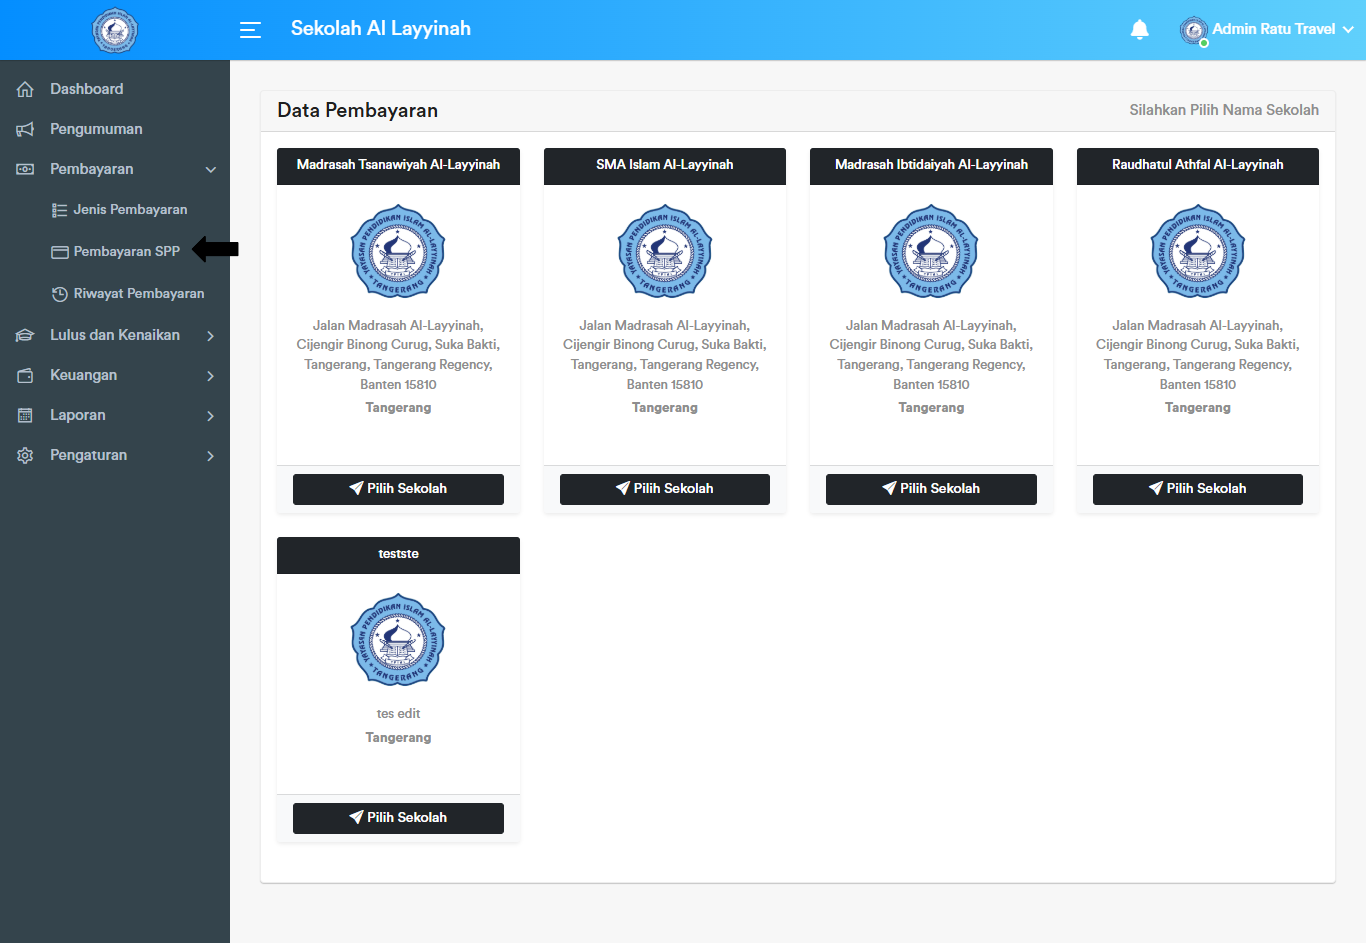 Sekolah Al Layyinah
Admin Ratu Travel
Dashboard
Pengumuman
Pembayaran
Jenis Pembayaran
Pembayaran SPP
Riwayat Pembayaran
Lulus dan Kenaikan
Keuangan
Laporan
Pengaturan
Data Pembayaran
Silahkan Pilih Nama Sekolah
Madrasah Tsanawiyah Al-Layyinah
YAYASAN PENDIDIKAN ISLAM AL-LAYYINAH
TANGERANG
Jalan Madrasah Al-Layyinah,
Cijengir Binong Curug, Suka Bakti,
Tangerang, Tangerang Regency,
Banten 15810
Tangerang
Pilih Sekolah
SMA Islam Al-Layyinah
YAYASAN PENDIDIKAN ISLAM AL-LAYYINAH
TANGERANG
Jalan Madrasah Al-Layyinah,
Cijengir Binong Curug, Suka Bakti,
Tangerang, Tangerang Regency,
Banten 15810
Tangerang
Pilih Sekolah
Madrasah Ibtidaiyah Al-Layyinah
YAYASAN PENDIDIKAN ISLAM AL-LAYYINAH
TANGERANG
Jalan Madrasah Al-Layyinah,
Cijengir Binong Curug, Suka Bakti,
Tangerang, Tangerang Regency,
Banten 15810
Tangerang
Pilih Sekolah
Raudhatul Athfal Al-Layyinah
YAYASAN PENDIDIKAN ISLAM AL-LAYYINAH
TANGERANG
Jalan Madrasah Al-Layyinah,
Cijengir Binong Curug, Suka Bakti,
Tangerang, Tangerang Regency,
Banten 15810
Tangerang
Pilih Sekolah
testste
YAYASAN PENDIDIKAN ISLAM AL-LAYYINAH
TANGERANG
tes edit
Tangerang
Pilih Sekolah